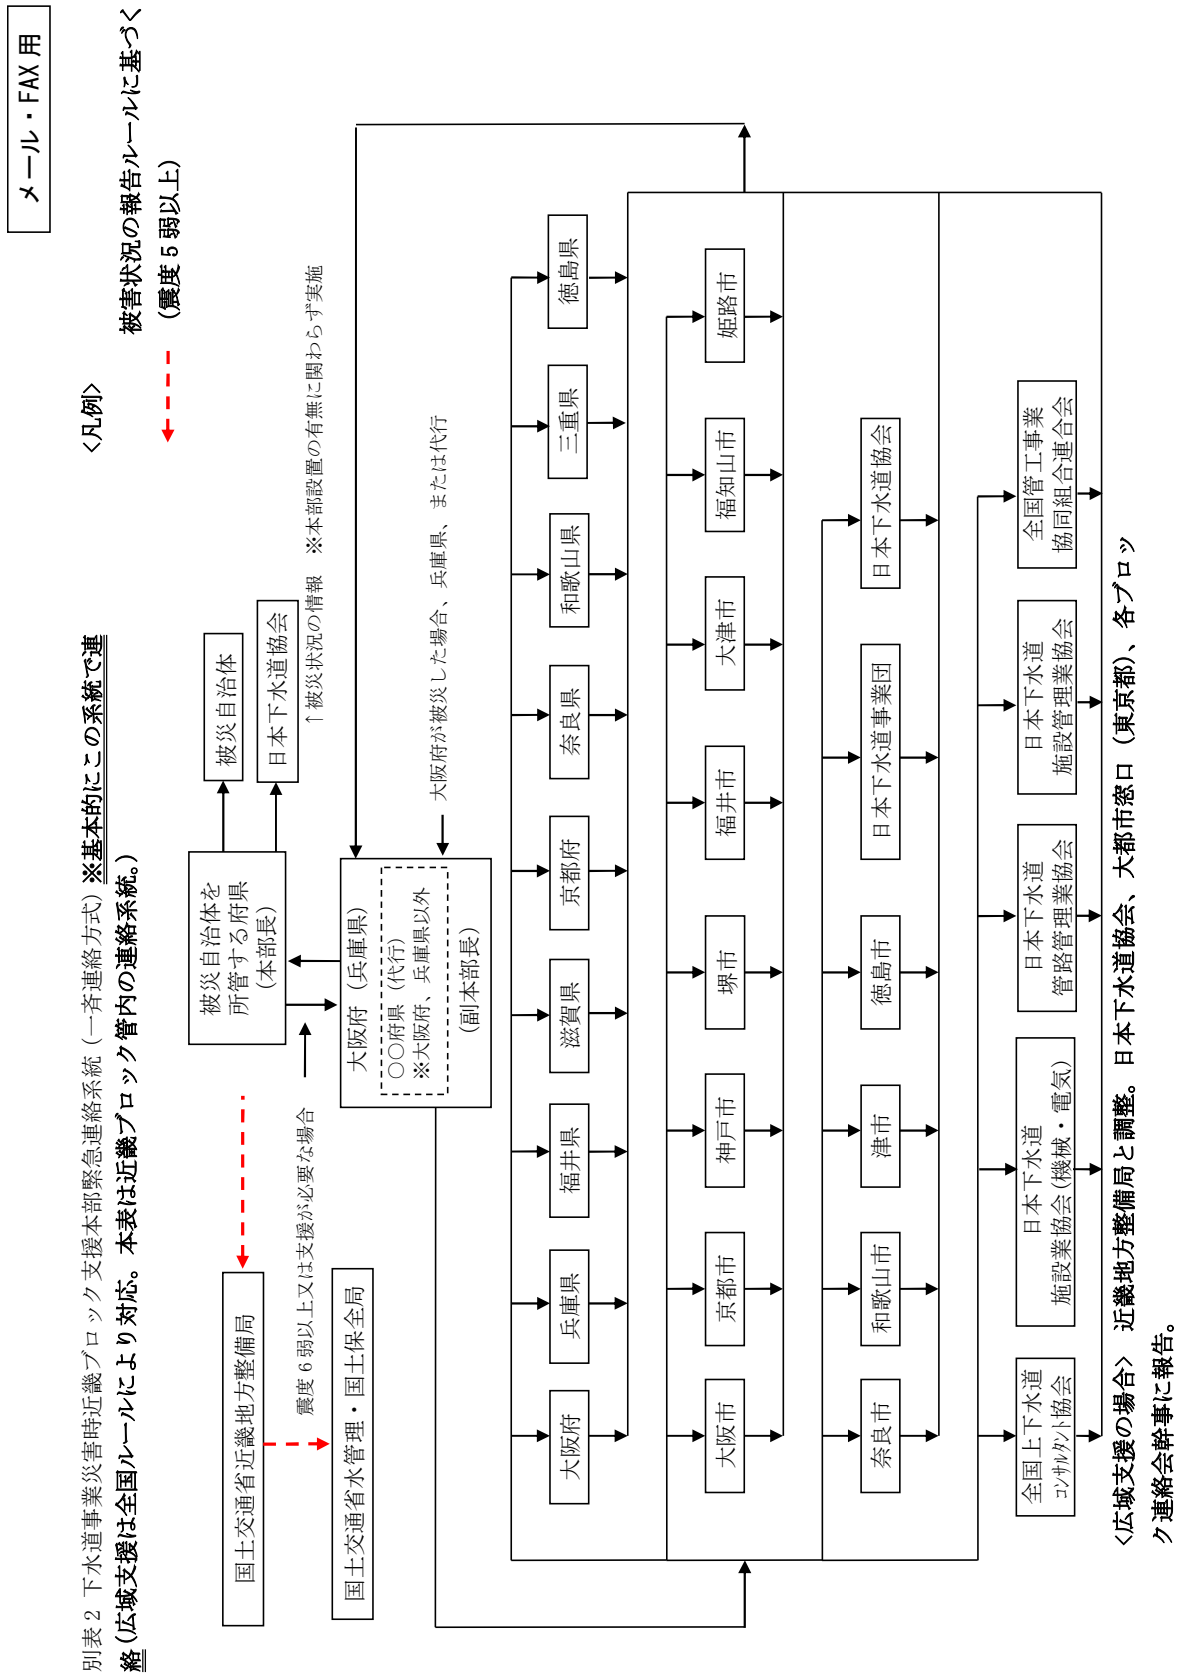 メール・FAX 用
別表 2 下水道事業災害時近畿ブロック支援本部緊急連絡系統（一斉連絡方式）※基本的にこの系統で連
絡(広域支援は全国ルールにより対応。本表は近畿ブロック管内の連絡系統。)
<凡例>
被害状況の報告ルールに基づく
(震度 5 弱以上)
被災自治体
日本下水道協会
↑被災状況の情報　※本部設置の有無に関わらず実施
被災自治体を
所管する府県
(本部長)
国土交通省近畿地方整備局
国土交通省水管理・国土保全局
震度 6 弱以上又は支援が必要な場合
大阪府が被災した場合、兵庫県、または代行
大阪府（兵庫県）
〇〇府県（代行）
※大阪府、兵庫県以外
(副本部長)
大阪府
兵庫県
福井県
滋賀県
京都府
奈良県
和歌山県
三重県
徳島県
大阪市
京都市
神戸市
堺市
福井市
大津市
福知山市
姫路市
奈良市
和歌山市
津市
徳島市
日本下水道事業団
日本下水道協会
全国上下水道
コンサルタント協会
日本下水道
施設業協会(機械・電気)
日本下水道
管路管理業協会
日本下水道
施設管理業協会
全国管工事業
協同組合連合会
<広域支援の場合>　近畿地方整備局と調整。日本下水道協会、大都市窓口（東京都）、各ブロッ
ク連絡会幹事に報告。